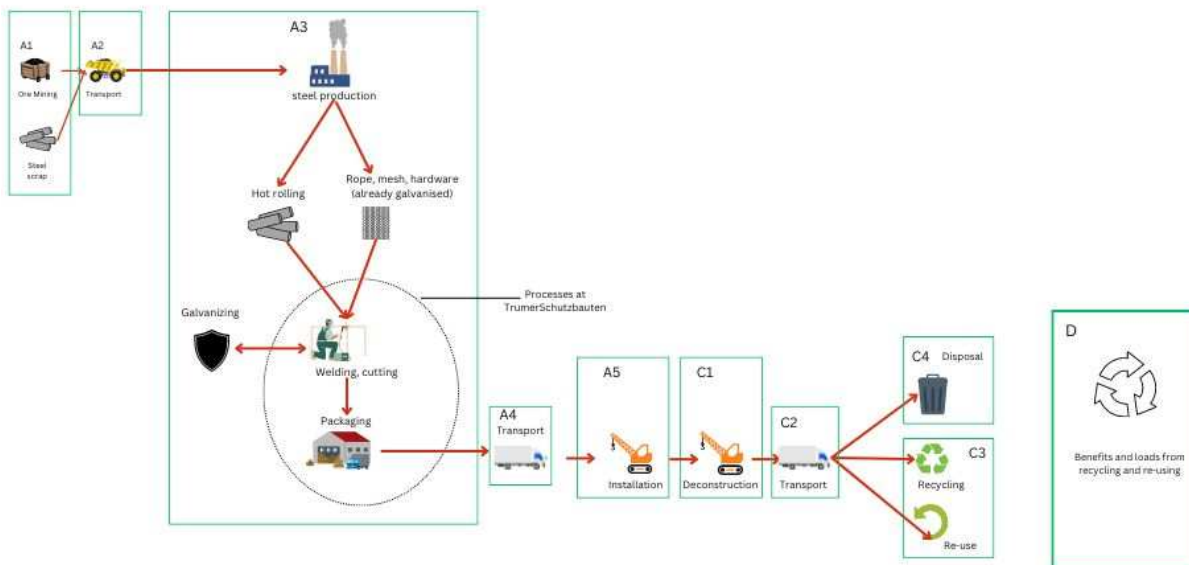 A1
Ore Mining
Steel
scrap
A2
Transport
A3
steel production
Hot rolling
Rope, mesh, hardware
(already galvanised)
Processes at
TrumerSchutzbauten
Galvanizing
Welding, cutting
Packaging
A4
Transport
A5
Installation
C1
Deconstruction
C2
Transport
C4 Disposal
C3
Recycling
Re-use
D
Benefits and loads from
recycling and re-using